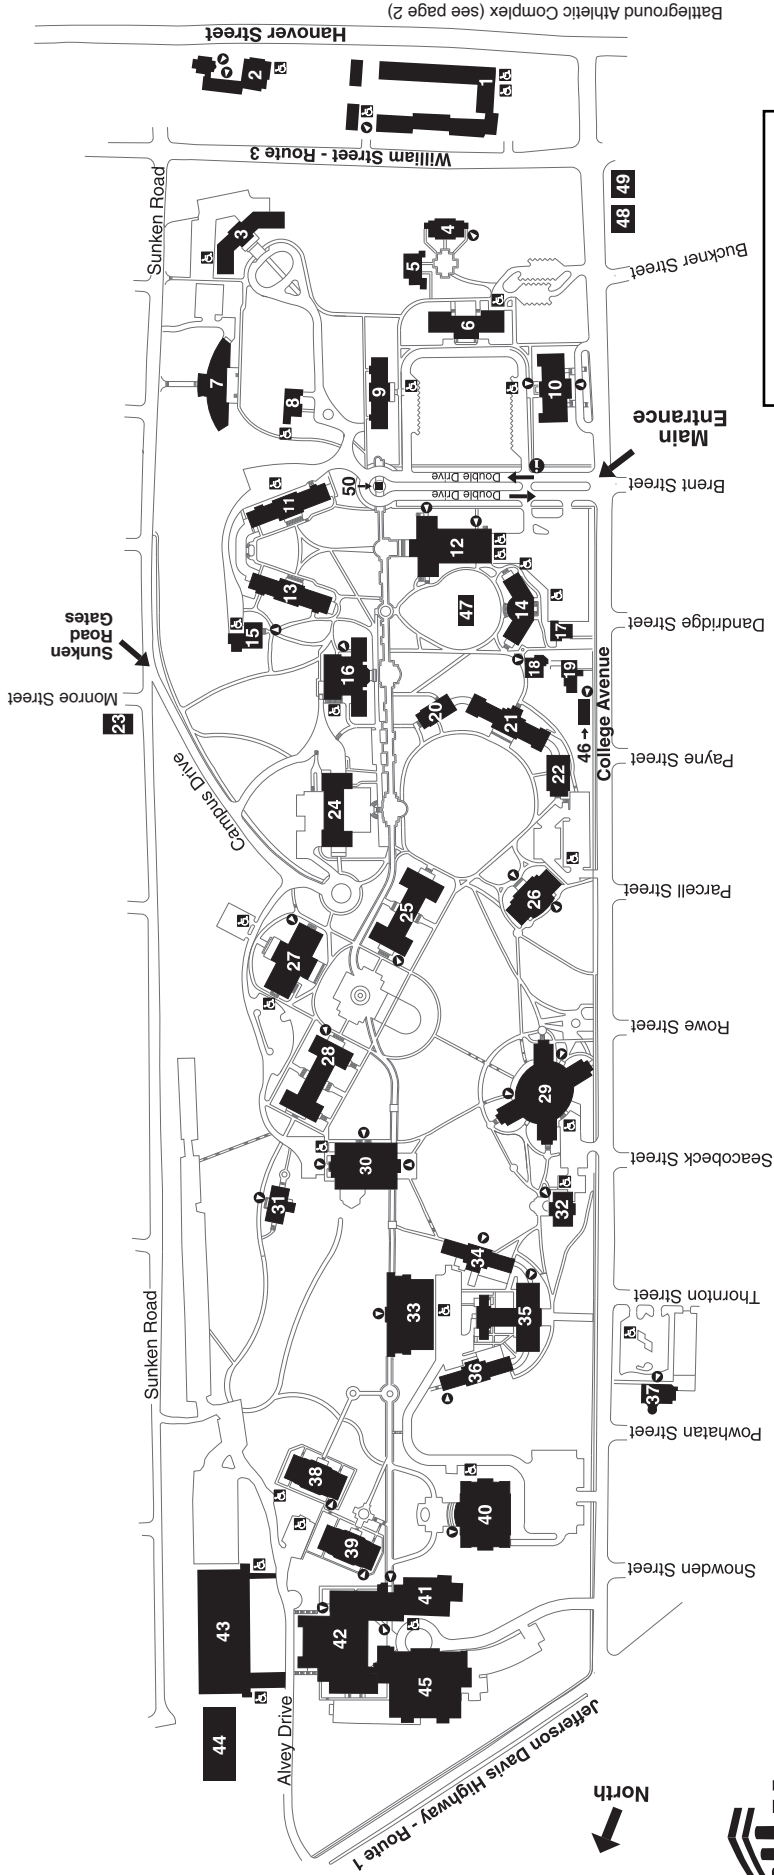 Battleground Athletic Complex (see page 2)
Hanover Street
2
1
William Street - Route 3
Sunken Road
49
48
3
4
5
Buckner Street
6
7
8
9
10
Main
Entrance
50
Double Drive
Double Drive
Brent Street
11
12
13
14
47
15
17
Dandridge Street
Sunken
Road
Gates
16
18
19
Monroe Street
23
20
21
46
College Avenue
22
Payne Street
Campus Drive
24
25
26
Parcell Street
27
28
Rowe Street
29
30
Seacobeck Street
31
32
34
33
35
Thornton Street
Sunken Road
36
37
Powhatan Street
38
39
40
Snowden Street
41
43
42
45
44
Alvey Drive
Jefferson Davis Highway - Route 1
North